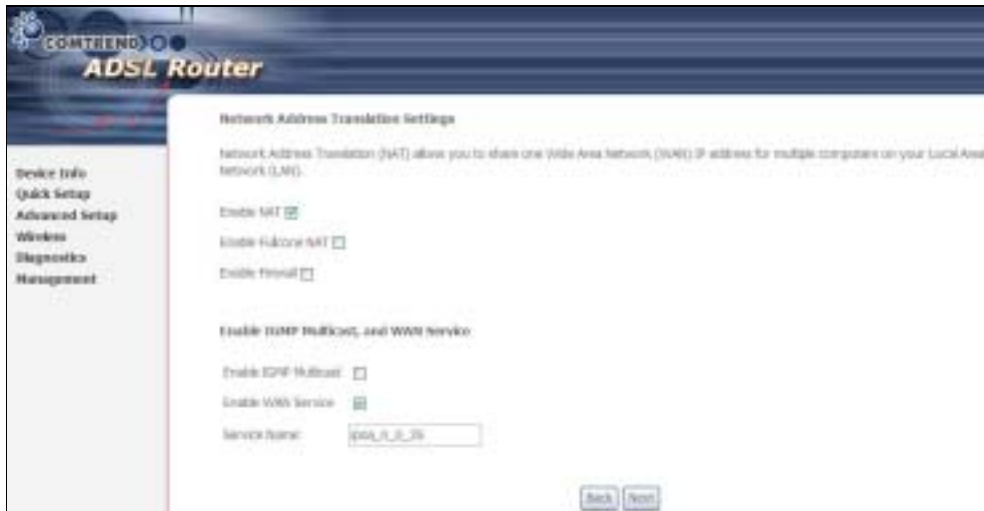 COMTREND
ADSL Router
Network Address Translation Settings
Network Address Translation (NAT) allows you to share one Wide Area Network (WAN) IP address for multiple computers on your Local Area
Network (LAN).
Device Info
Quick Setup
Advanced Setup
Wireless
Diagnostics
Management
Enable NAT
Enable Fullcone NAT
Enable Firewall
Enable IGMP Multicast, and WAN Service
Enable IGMP Multicast
Enable WAN Service
Service Name:
Back Next